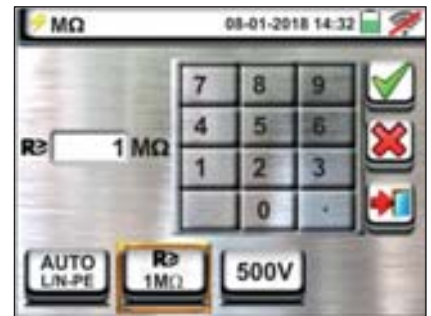 MΩ 08-01-2018 14:32
7 8 9
4 5 6
R≥ 1 MΩ
1 2 3
0 .
AUTO R≥ 500V
L/N-PE 1MΩ